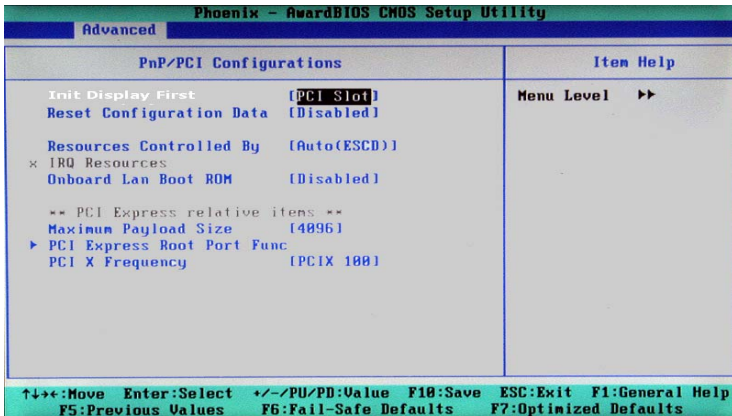 Phoenix - AwardBIOS CMOS Setup Utility
Advanced
PnP/PCI Configurations
Item Help
Init Display First [PCI Slot]
Menu Level ▸▸
Reset Configuration Data [Disabled]
Resources Controlled By [Auto(ESCD)]
x IRQ Resources
Onboard Lan Boot ROM [Disabled]
** PCI Express relative items **
Maximum Payload Size [4096]
▸ PCI Express Root Port Func
PCI X Frequency [PCIX 100]
↑↓→←:Move Enter:Select +/-/PU/PD:Value F10:Save ESC:Exit F1:General Help
F5:Previous Values F6:Fail-Safe Defaults F7:Optimized Defaults